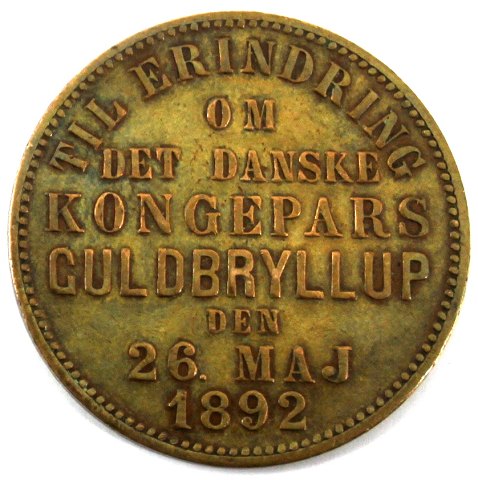 TIL ERINDRING
OM
DET DANSKE
KONGEPARS
GULDBRYLLUP
DEN
26. MAJ
1892